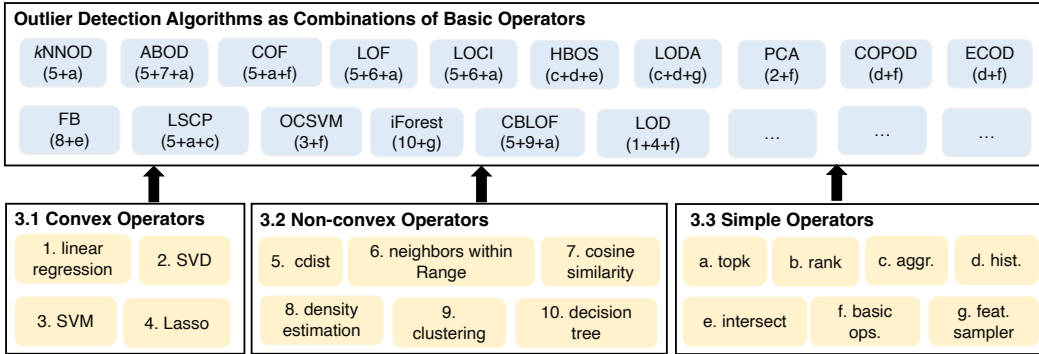 Outlier Detection Algorithms as Combinations of Basic Operators
kNNOD
(5+a)
ABOD
(5+7+a)
COF
(5+a+f)
LOF
(5+6+a)
LOCI
(5+6+a)
HBOS
(c+d+e)
LODA
(c+d+g)
PCA
(2+f)
COPOD
(d+f)
ECOD
(d+f)
FB
(8+e)
LSCP
(5+a+c)
OCSVM
(3+f)
iForest
(10+g)
CBLOF
(5+9+a)
LOD
(1+4+f)
...
...
...
3.1 Convex Operators
1. linear
regression
2. SVD
3. SVM
4. Lasso
3.2 Non-convex Operators
5. cdist
6. neighbors within
Range
7. cosine
similarity
8. density
estimation
9.
clustering
10. decision
tree
3.3 Simple Operators
a. topk
b. rank
c. aggr.
d. hist.
e. intersect
f. basic
ops.
g. feat.
sampler